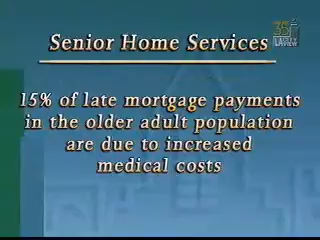 Senior Home Services
15% of late mortgage payments
in the older adult population
are due to increased
medical costs
35